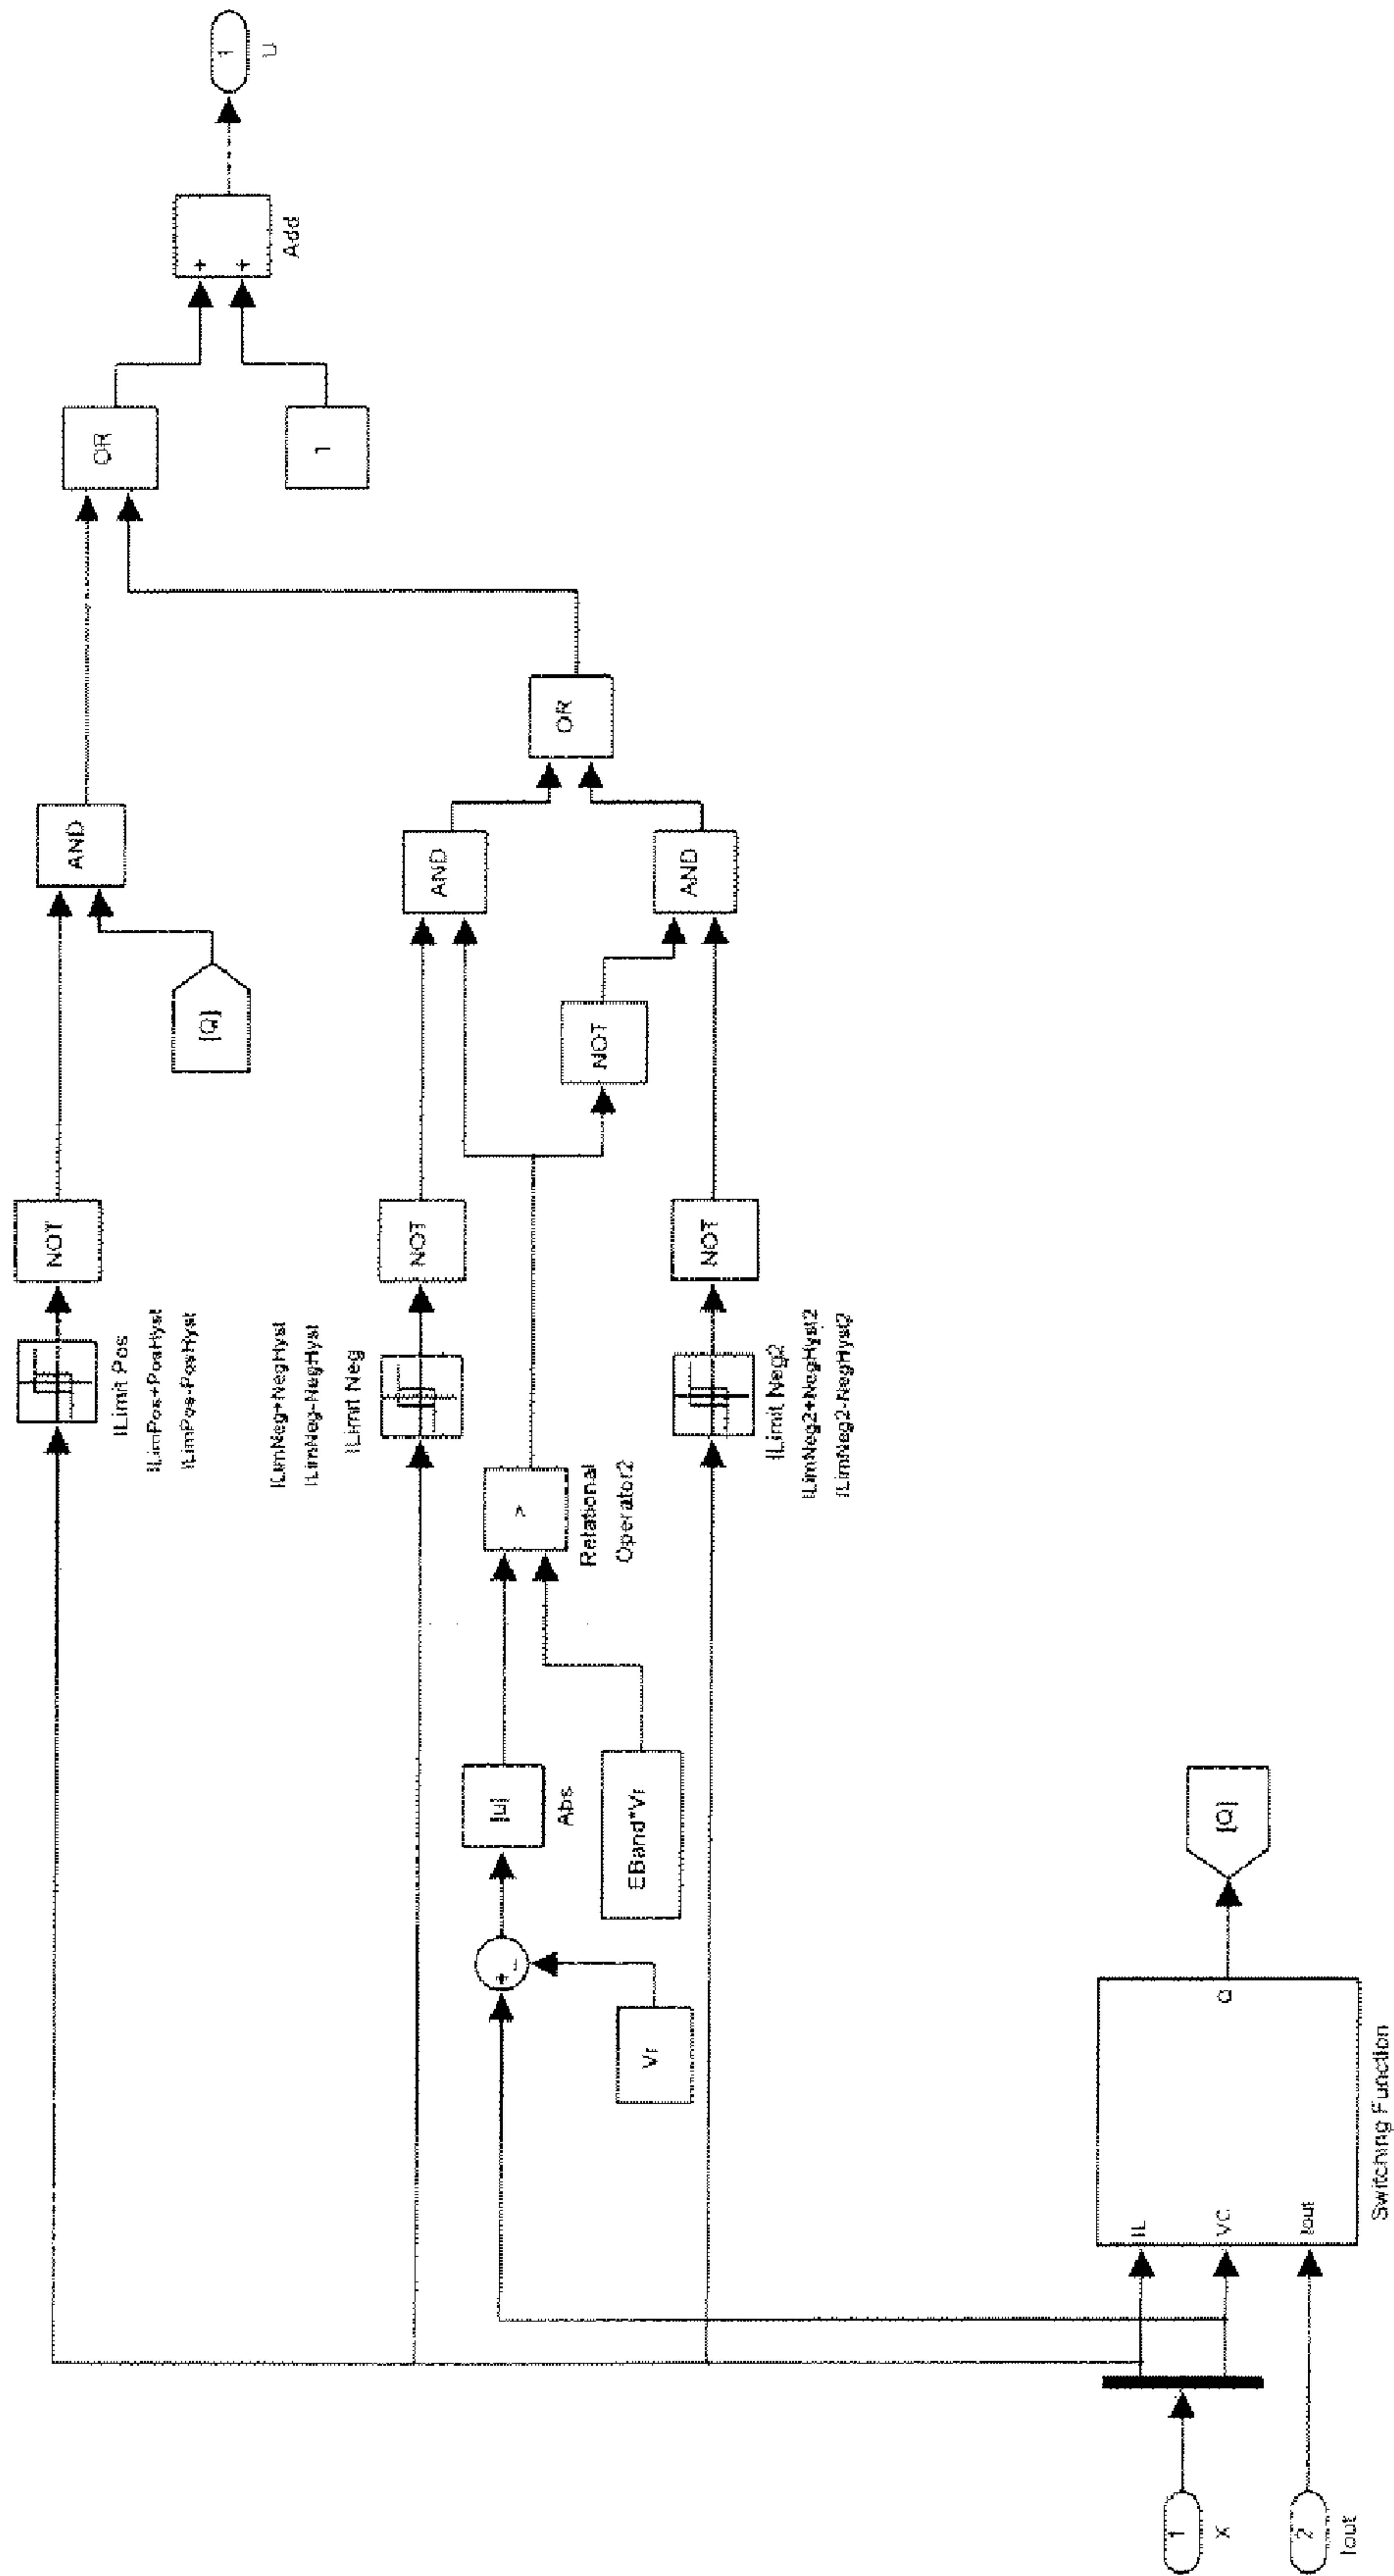 NOT
ILimit Pos
ILimPos+PosHyst
ILimPos-PosHyst
AND
[Q]
OR
1
+
+
Add
1
U
ILimNeg+NegHyst
ILimNeg-NegHyst
ILimit Neg
NOT
AND
Vr
+
-
|u|
Abs
EBand*Vr
>
Relational
Operator2
NOT
OR
ILimit Neg2
ILimNeg2+NegHyst2
ILimNeg2-NegHyst2
NOT
AND
1
X
2
Iout
IL
VC
Iout
Q
Switching Function
[Q]